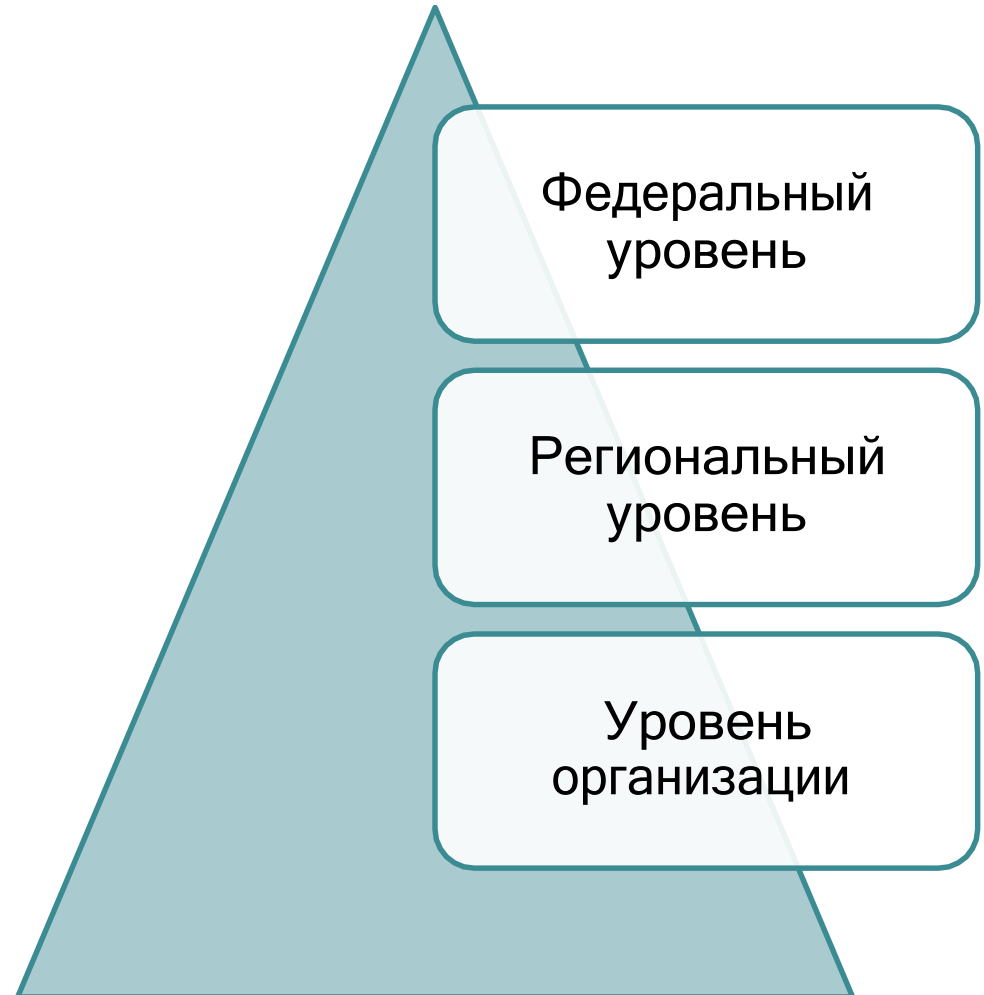 Федеральный
уровень
Региональный
уровень
Уровень
организации